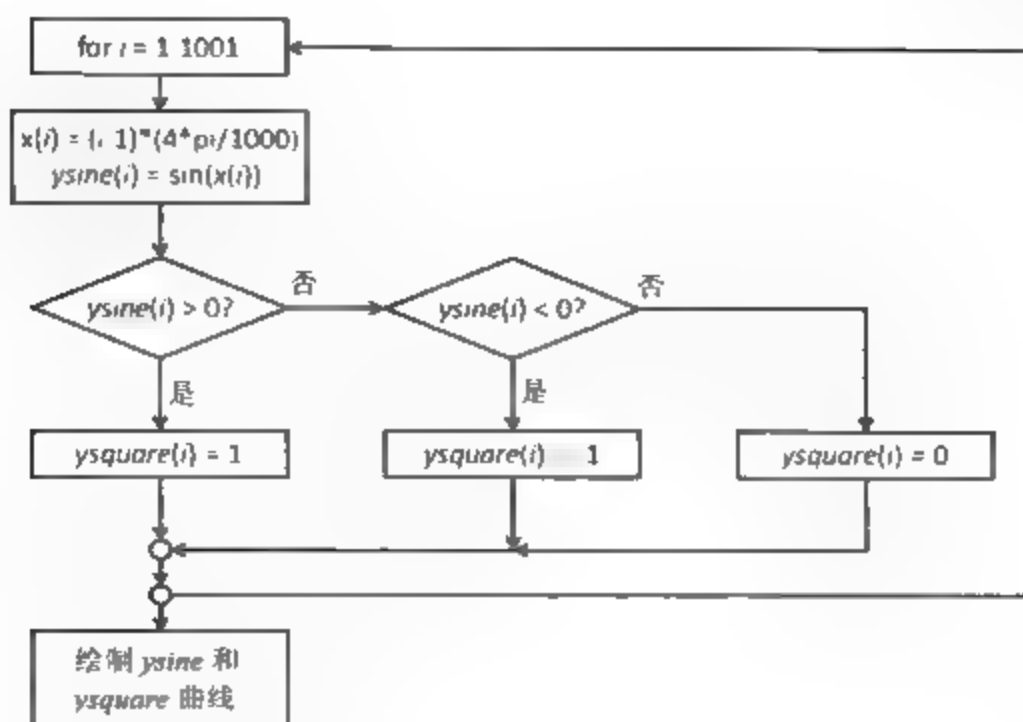 for i = 1 1001
x(i) = (i 1)*(4*pi/1000)
ysine(i) = sin(x(i))
ysine(i) > 0?
否
ysine(i) < 0?
否
是
是
ysquare(i) = 1
ysquare(i) 1
ysquare(i) = 0
绘制 ysine 和
ysquare 曲线